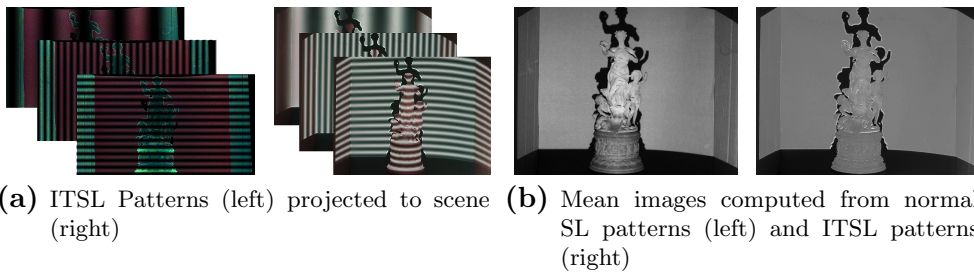 (a) ITSL Patterns (left) projected to scene
(right)
(b) Mean images computed from normal
SL patterns (left) and ITSL patterns
(right)